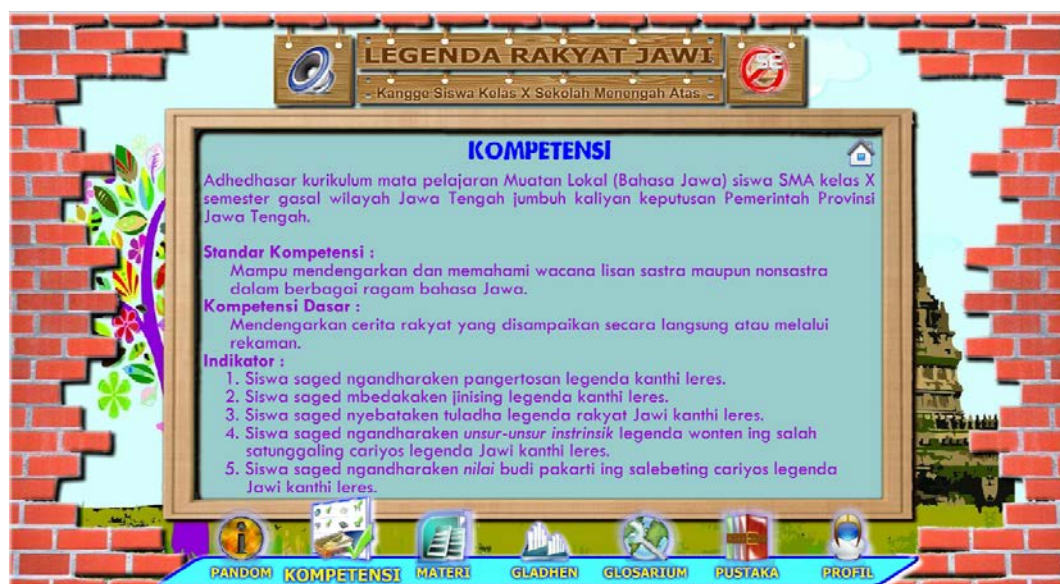 LEGENDA RAKYAT JAWI
Kangge Siswa Kelas X Sekolah Menengah Atas
SE
KOMPETENSI
Adhedhasar kurikulum mata pelajaran Muatan Lokal (Bahasa Jawa) siswa SMA kelas X
semester gasal wilayah Jawa Tengah jumbuh kaliyan keputusan Pemerintah Provinsi
Jawa Tengah.
Standar Kompetensi :
Mampu mendengarkan dan memahami wacana lisan sastra maupun nonsastra
dalam berbagai ragam bahasa Jawa.
Kompetensi Dasar :
Mendengarkan cerita rakyat yang disampaikan secara langsung atau melalui
rekaman.
Indikator :
1. Siswa saged ngandharaken pangertosan legenda kanthi leres.
2. Siswa saged mbedakaken jinising legenda kanthi leres.
3. Siswa saged nyebataken tuladha legenda rakyat Jawi kanthi leres.
4. Siswa saged ngandharaken unsur-unsur instrinsik legenda wonten ing salah
satunggaling cariyos legenda Jawi kanthi leres.
5. Siswa saged ngandharaken nilai budi pakarti ing salebeting cariyos legenda
Jawi kanthi leres.
PANDOM KOMPETENSI MATERI GLADHEN GLOSARIUM PUSTAKA PROFIL